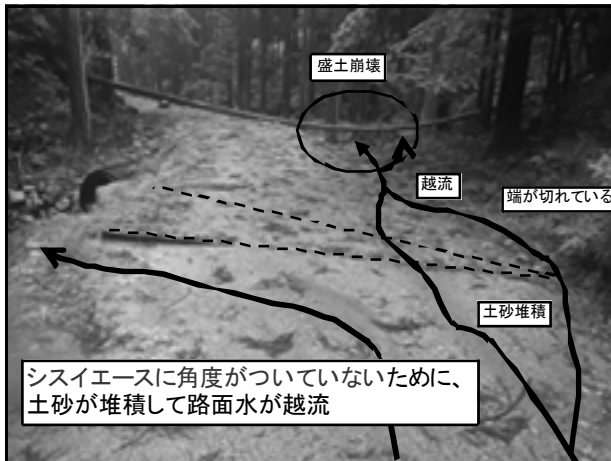 盛土崩壊
越流
端が切れている
土砂堆積
シスイエースに角度がついていないために、
土砂が堆積して路面水が越流